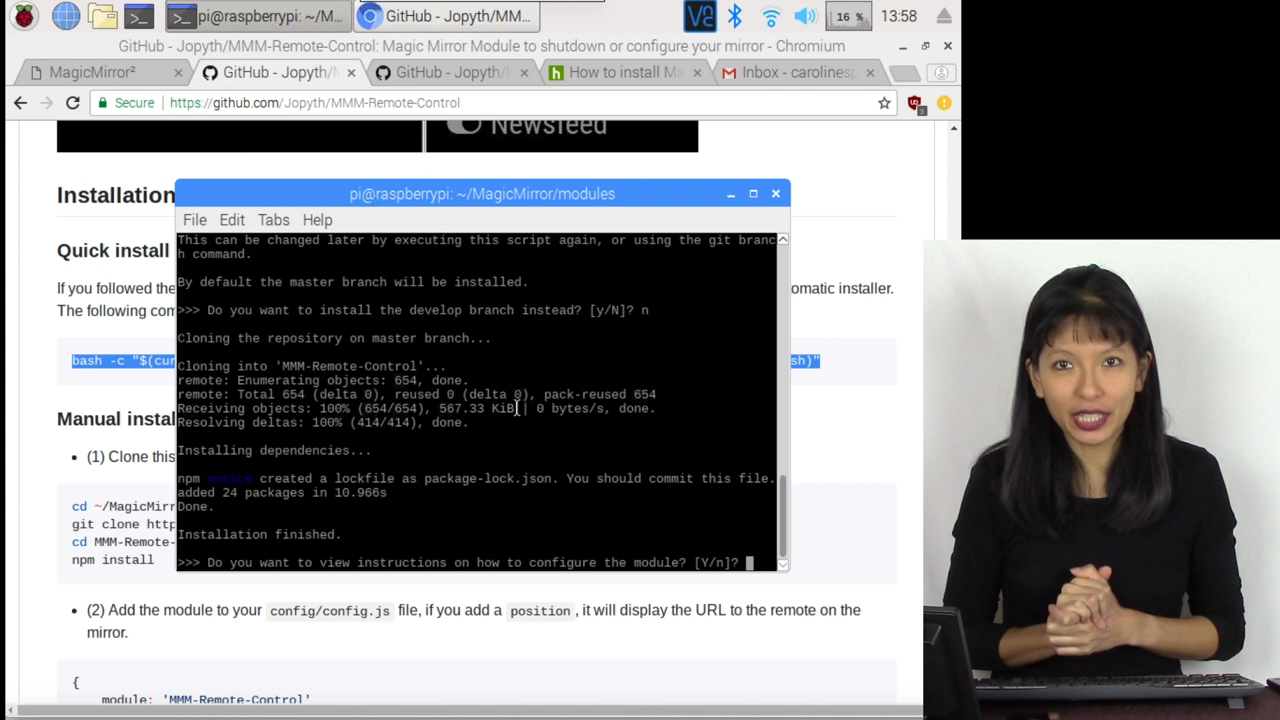 pi@raspberrypi: ~/M...
GitHub - Jopyth/MM...
16 %
13:58
GitHub - Jopyth/MMM-Remote-Control: Magic Mirror Module to shutdown or configure your mirror - Chromium
MagicMirror² ×
GitHub - Jopyth/ ×
GitHub - Jopyth/ ×
How to install Ma ×
Inbox - carolinesp ×
Secure
https://github.com/Jopyth/MMM-Remote-Control
Newsfeed
Installation
pi@raspberrypi: ~/MagicMirror/modules
File Edit Tabs Help
This can be changed later by executing this script again, or using the git branc
h command.
By default the master branch will be installed.
>>> Do you want to install the develop branch instead? [y/N]? n
Cloning the repository on master branch...
Cloning into 'MMM-Remote-Control'...
remote: Enumerating objects: 654, done.
remote: Total 654 (delta 0), reused 0 (delta 0), pack-reused 654
Receiving objects: 100% (654/654), 567.33 KiB | 0 bytes/s, done.
Resolving deltas: 100% (414/414), done.
Installing dependencies...
npm notice created a lockfile as package-lock.json. You should commit this file.
added 24 packages in 10.966s
Done.
Installation finished.
>>> Do you want to view instructions on how to configure the module? [Y/n]?
Quick install
If you followed the
omatic installer.
The following com
bash -c "$(cur
sh)"
Manual instal
• (1) Clone this
cd ~/MagicMirr
git clone http
cd MMM-Remote-
npm install
• (2) Add the module to your config/config.js file, if you add a position, it will display the URL to the remote on the
mirror.
{
module: 'MMM-Remote-Control'